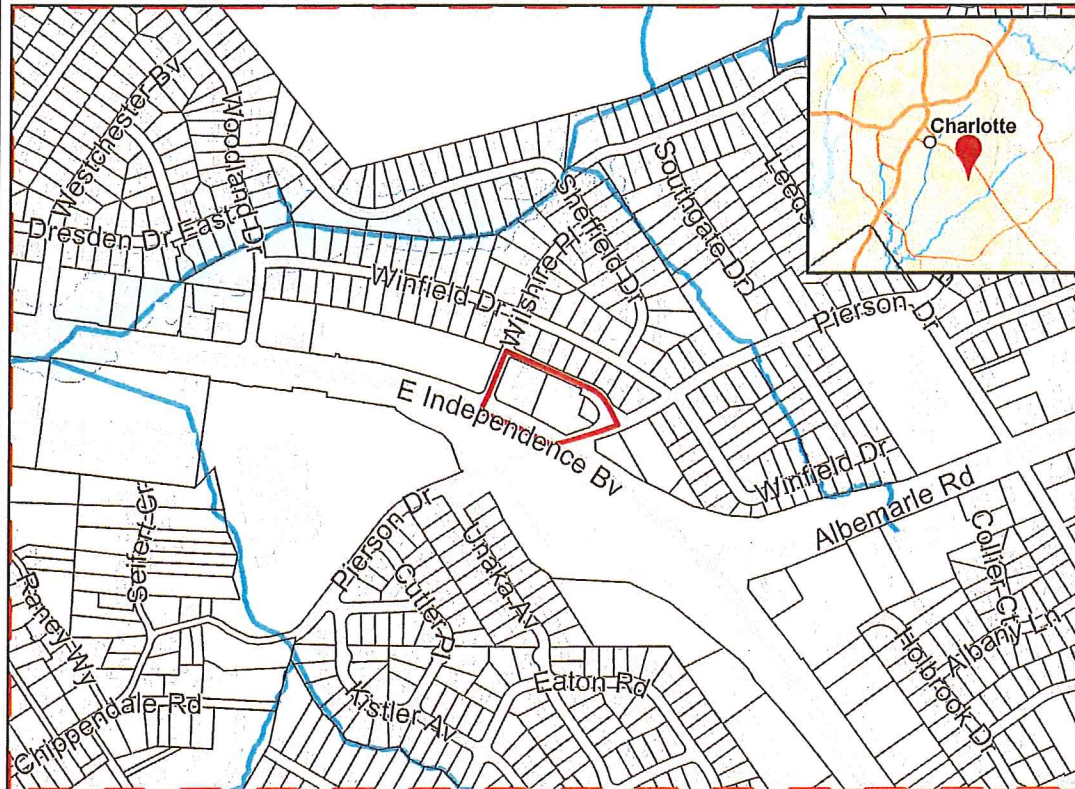 Westchester Bv
Woodland Dr
Dresden Dr East
Winfield Dr
Wilshire Pl
Sheffield Dr
Southgate Dr
Leeds
Charlotte
Pierson Dr
E Independence Bv
Winfield Dr
Albemarle Rd
Pierson Dr
Unaka Av
Cutler Pl
Seifert Cr
Raney Wy
Chippendale Rd
Kistler Av
Eaton Rd
Collier Ct
Albany Ln
Holbrook Dr